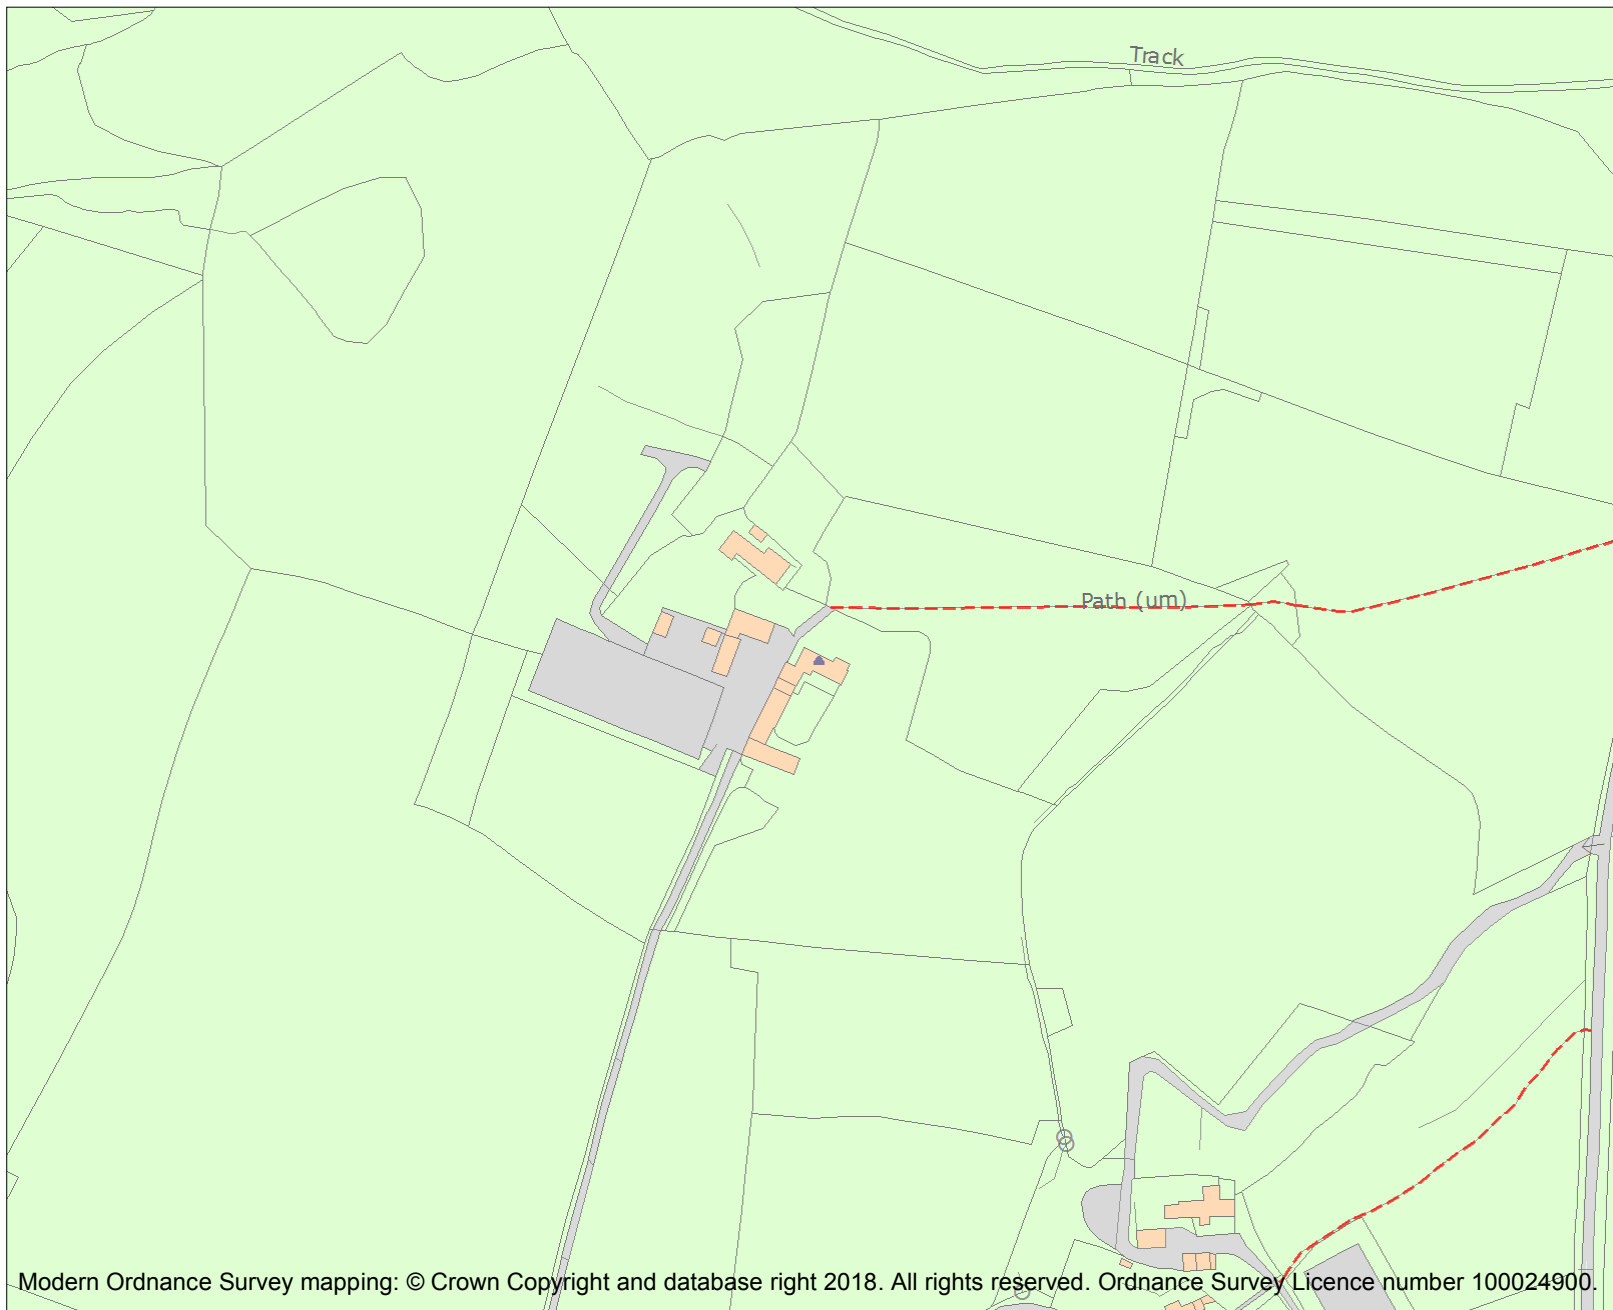 Track
Path (um)
Modern Ordnance Survey mapping: © Crown Copyright and database right 2018. All rights reserved. Ordnance Survey Licence number 100024900.